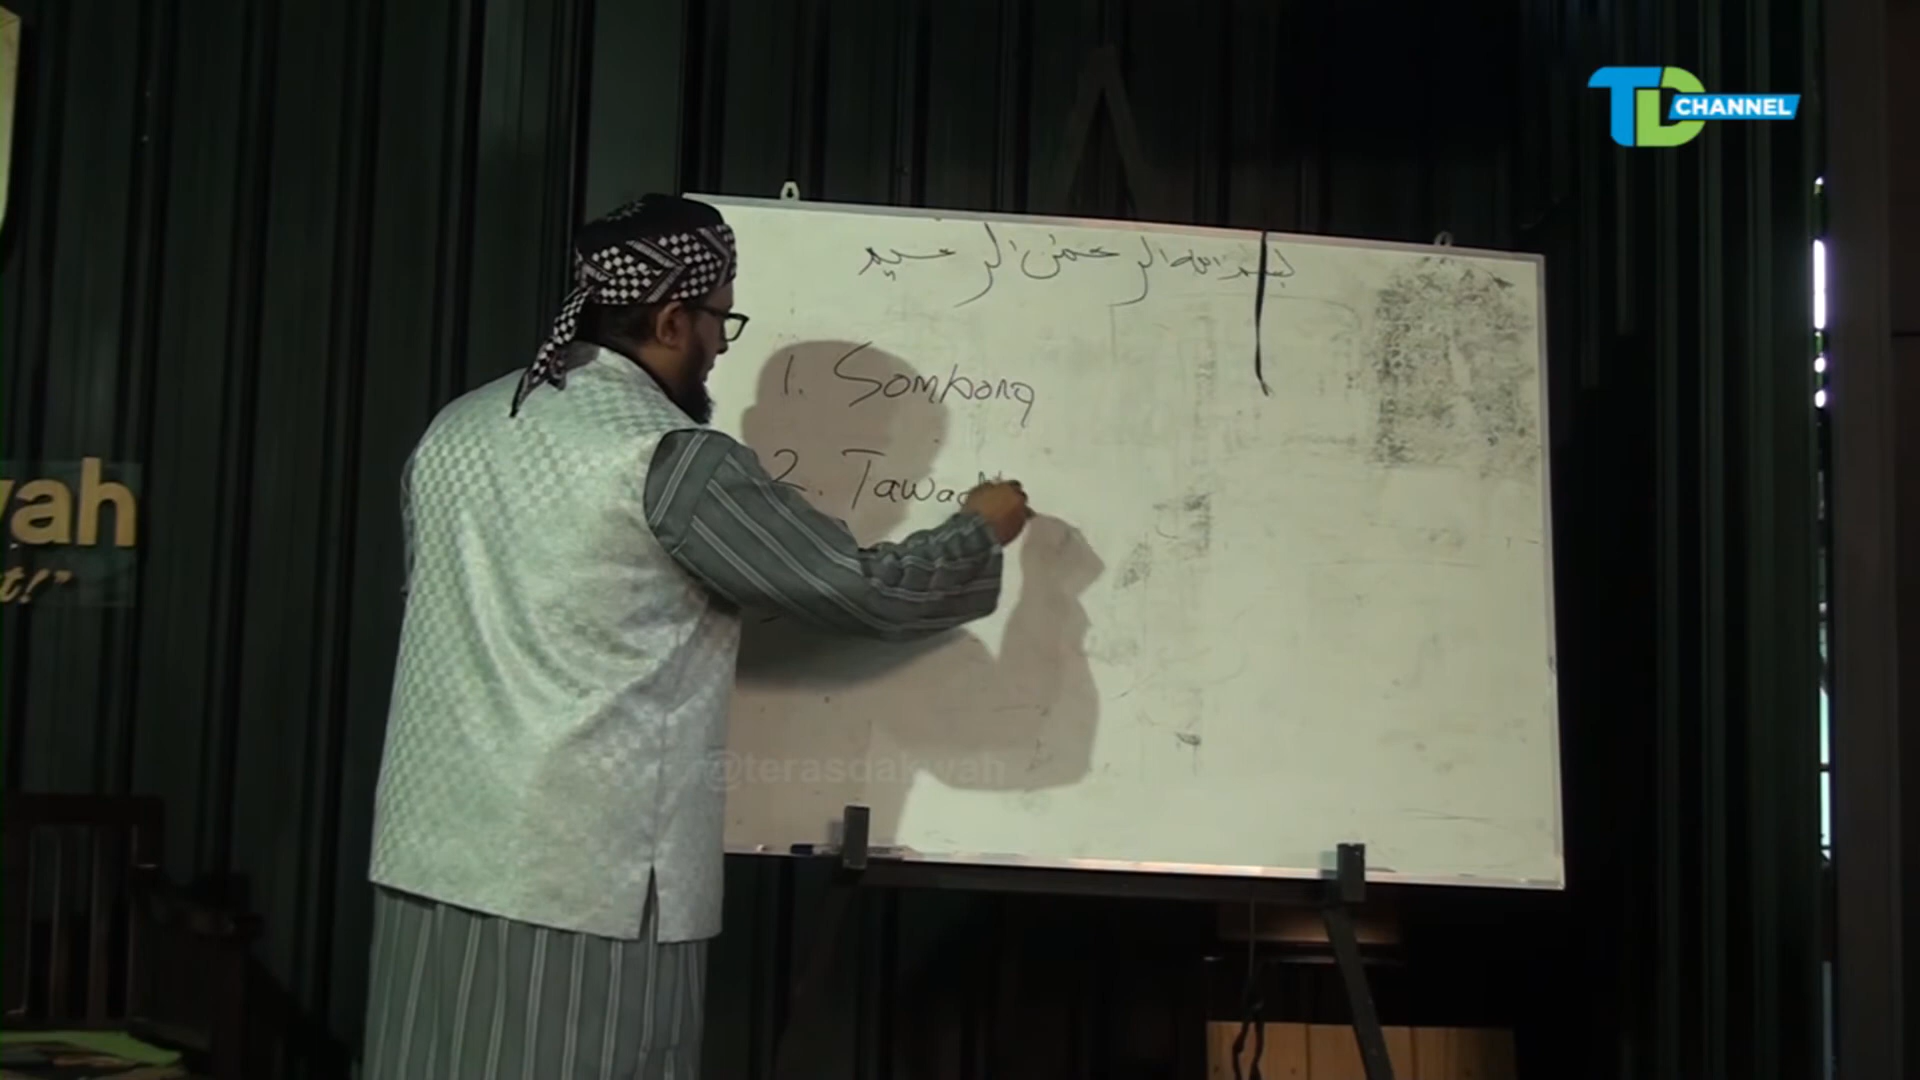 TD CHANNEL
بسم الله الرحمن الرحيم
1. Sombong
2. Tawad
wah
t!"
@terasdakwah